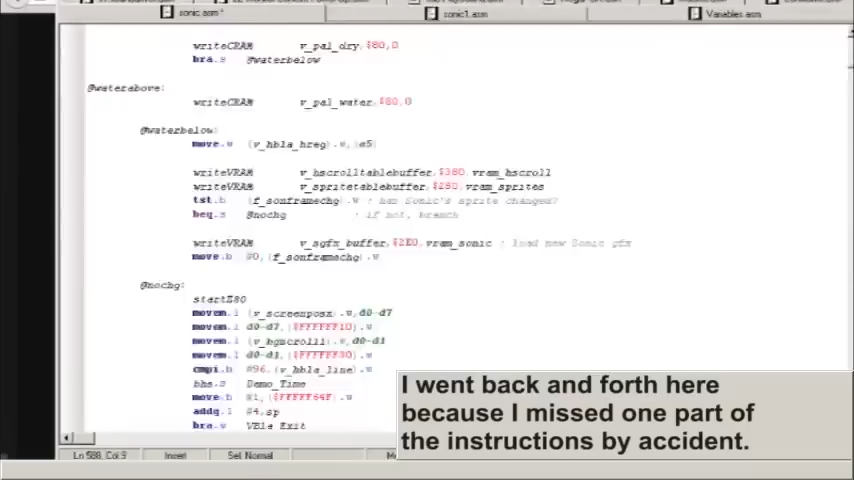 sonic.asm *
sonic1.asm
Variables.asm
writeCRAM v_pal_dry,$80,0
bra.s @waterbelow
@waterabove:
writeCRAM v_pal_water,$80,0
@waterbelow:
move.w (v_hbla_hreg).w,(a5)
writeVRAM v_hscrolltablebuffer,$380,vram_hscroll
writeVRAM v_spritetablebuffer,$280,vram_sprites
tst.b (f_sonframechg).w ; has Sonic's sprite changed?
beq.s @nochg ; if not, branch
writeVRAM v_sgfx_buffer,$2E0,vram_sonic ; load new Sonic gfx
move.b #0,(f_sonframechg).w
@nochg:
startZ80
movem.l (v_screenposx).w,d0-d7
movem.l d0-d7,($FFFFFF10).w
movem.l (v_bgscroll1).w,d0-d1
movem.l d0-d1,($FFFFFF30).w
cmpi.b #96,(v_hbla_line).w
bhs.s Demo_Time
move.b #1,($FFFFF64F).w
addq.l #4,sp
bra.w VBla_Exit
I went back and forth here
because I missed one part of
the instructions by accident.
Ln 588, Col 9 Insert Sel: Normal